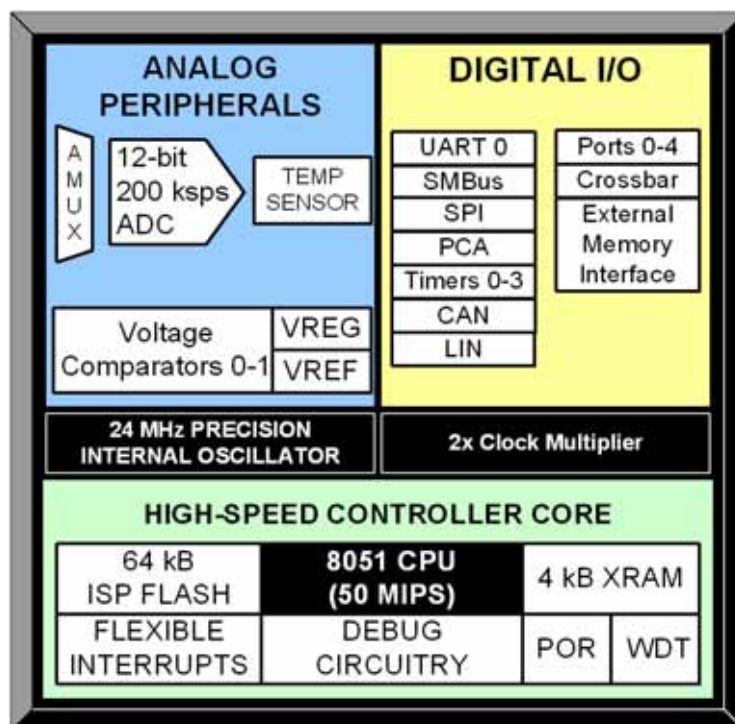 ANALOG
PERIPHERALS
A
M
U
X
12-bit
200 ksps
ADC
TEMP
SENSOR
Voltage
Comparators 0-1
VREG
VREF
DIGITAL I/O
UART 0
SMBus
SPI
PCA
Timers 0-3
CAN
LIN
Ports 0-4
Crossbar
External
Memory
Interface
24 MHz PRECISION
INTERNAL OSCILLATOR
2x Clock Multiplier
HIGH-SPEED CONTROLLER CORE
64 kB
ISP FLASH
8051 CPU
(50 MIPS)
4 kB XRAM
FLEXIBLE
INTERRUPTS
DEBUG
CIRCUITRY
POR
WDT